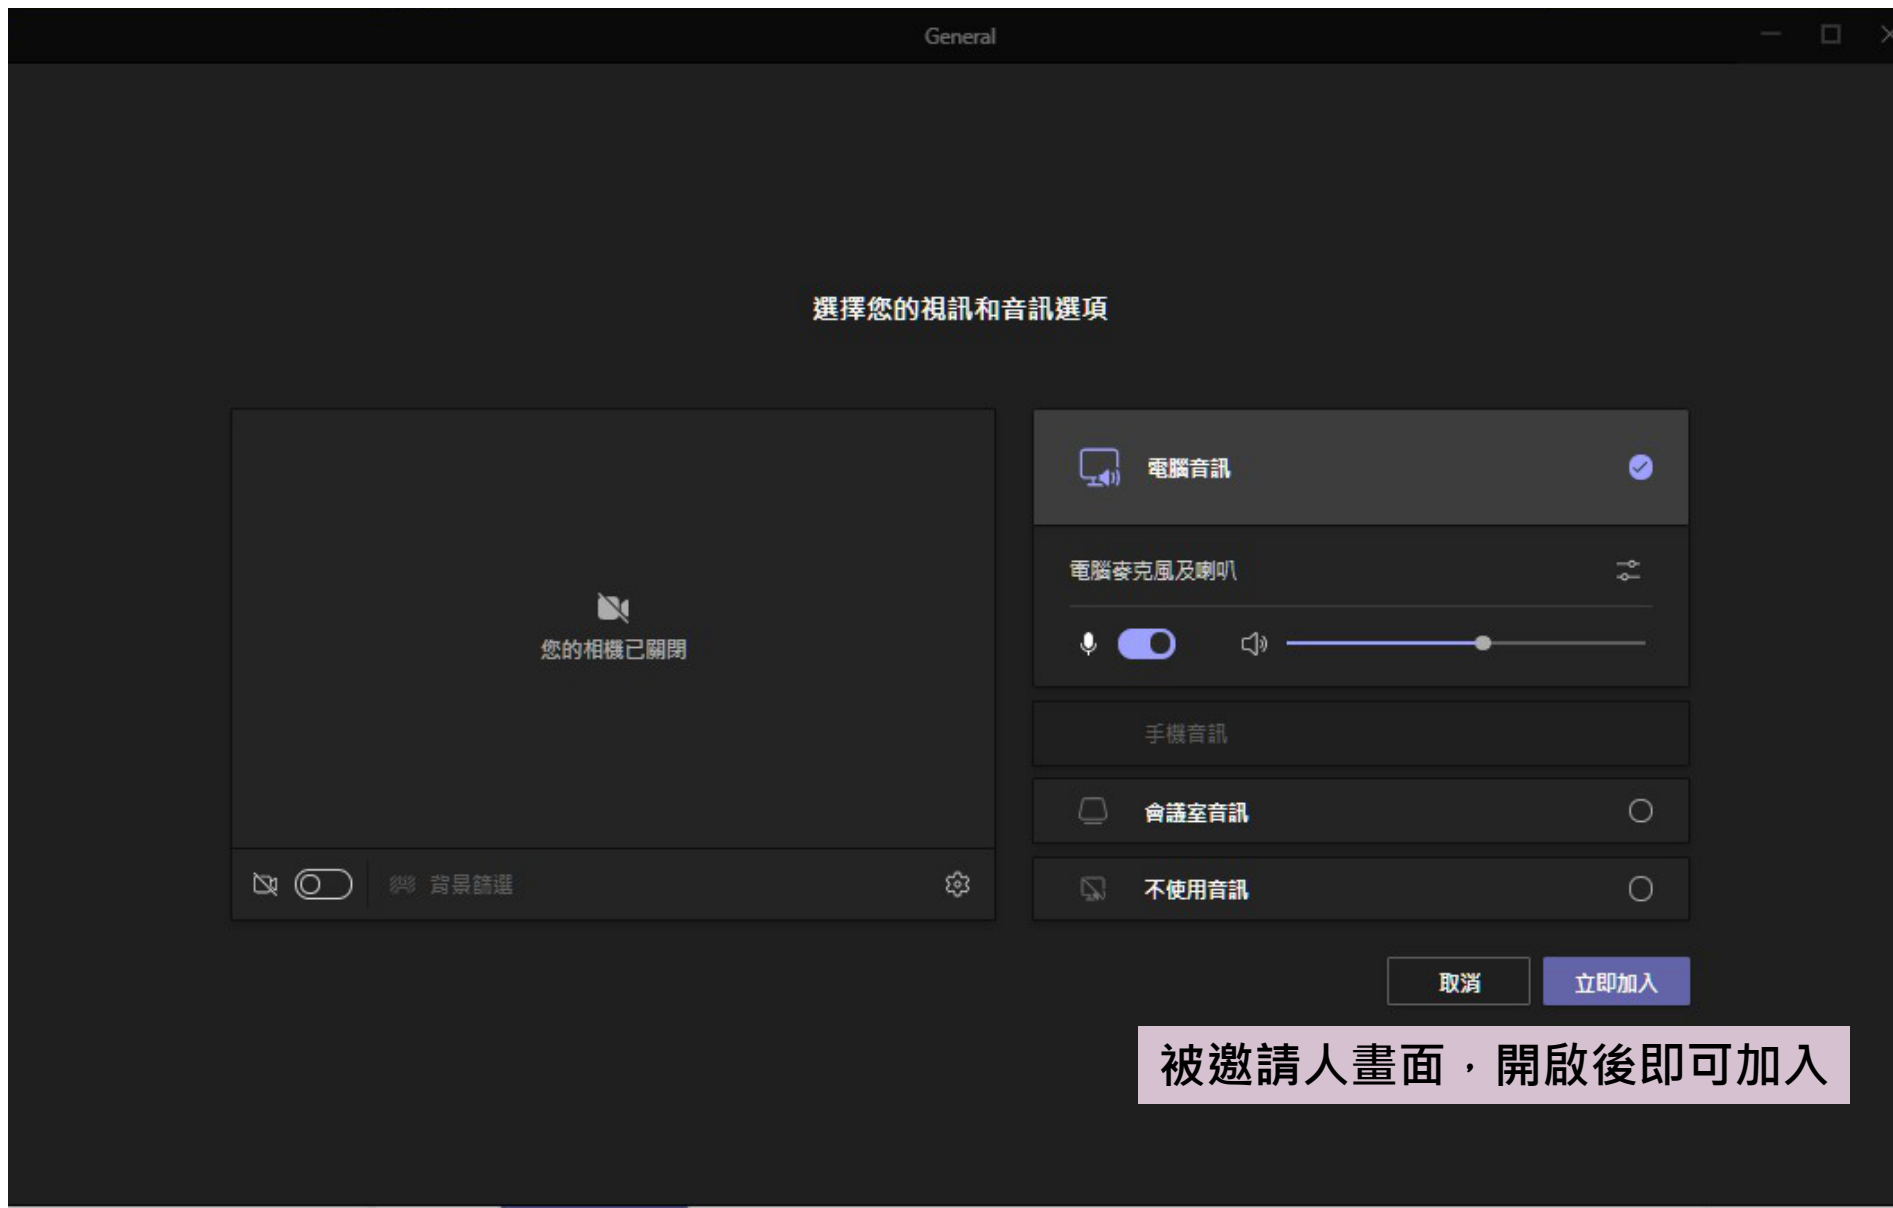 General
選擇您的視訊和音訊選項
電腦音訊
電腦麥克風及喇叭
您的相機已關閉
手機音訊
會議室音訊
背景篩選
不使用音訊
取消
立即加入
被邀請人畫面，開啟後即可加入